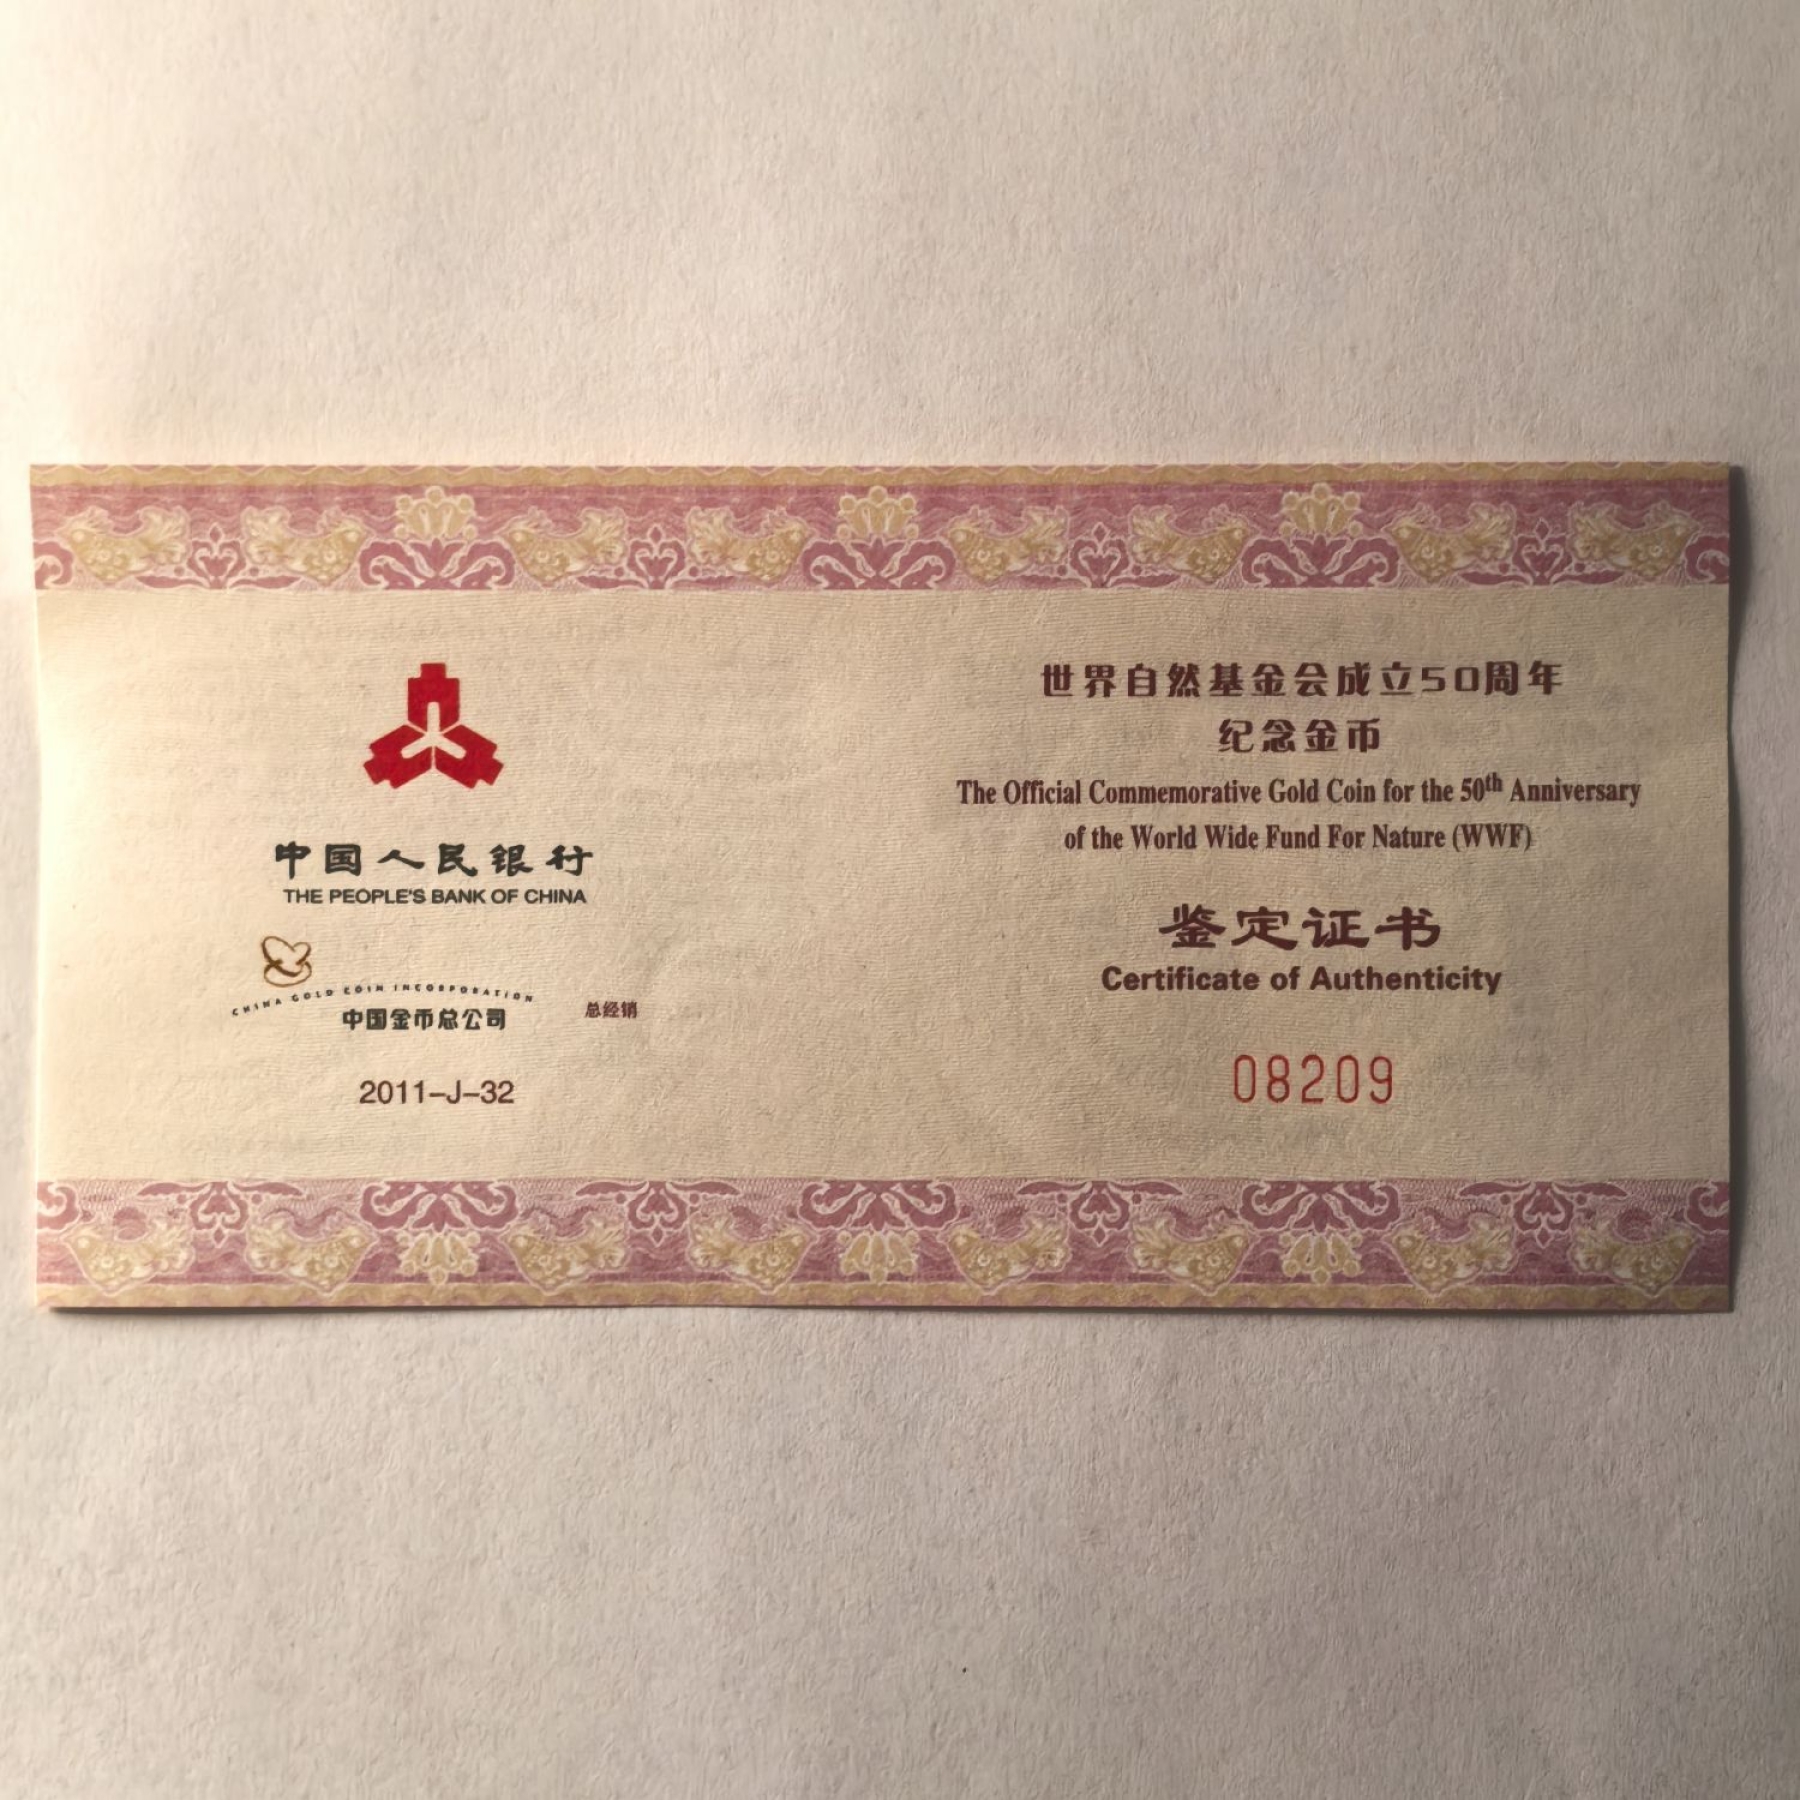 中国人民银行
THE PEOPLE'S BANK OF CHINA
CHINA GOLD COIN INCORPORATION
中国金币总公司 总经销
2011-J-32
世界自然基金会成立50周年
纪念金币
The Official Commemorative Gold Coin for the 50th Anniversary
of the World Wide Fund For Nature (WWF)
鉴定证书
Certificate of Authenticity
08209